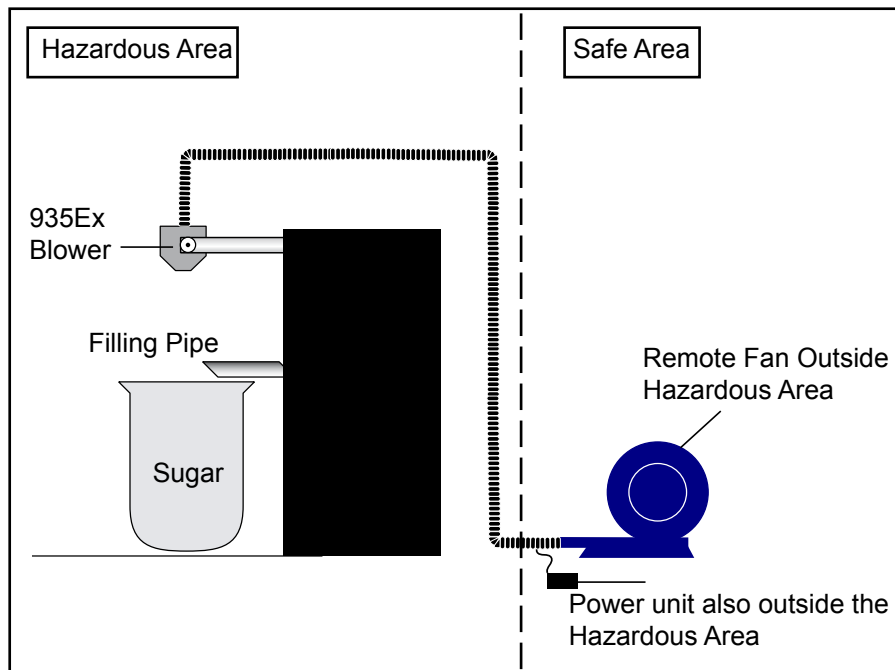 Hazardous Area
Safe Area
935Ex
Blower
Filling Pipe
Remote Fan Outside
Hazardous Area
Sugar
Power unit also outside the
Hazardous Area